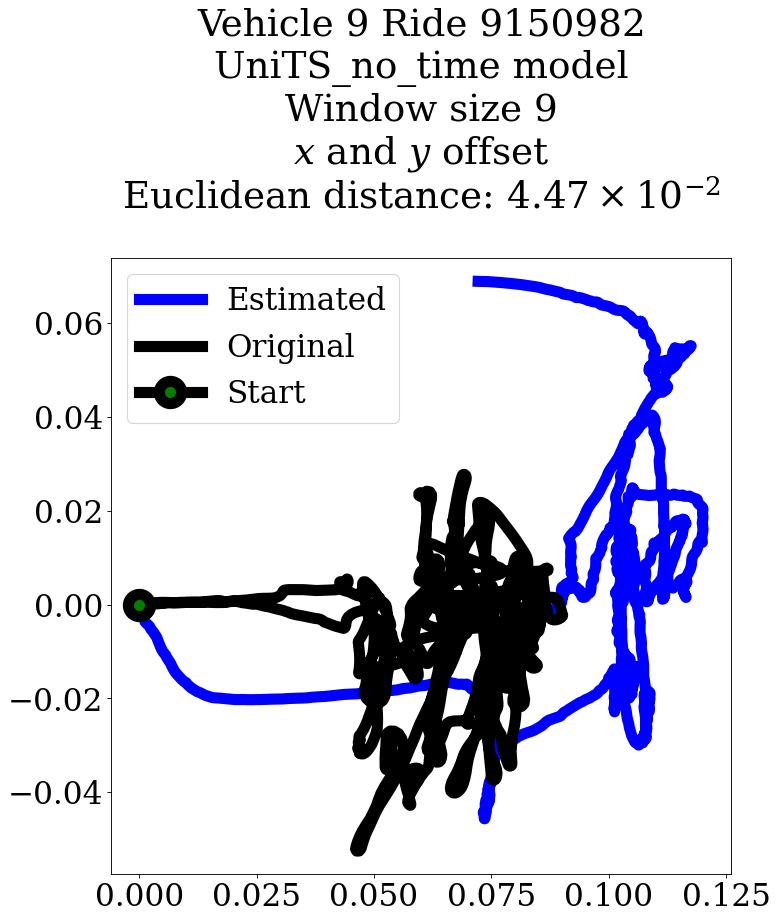 Vehicle 9 Ride 9150982
UniTS_no_time model
Window size 9
x and y offset
Euclidean distance: 4.47 × 10⁻²
Estimated
Original
Start
0.06
0.04
0.02
0.00
−0.02
−0.04
0.000 0.025 0.050 0.075 0.100 0.125